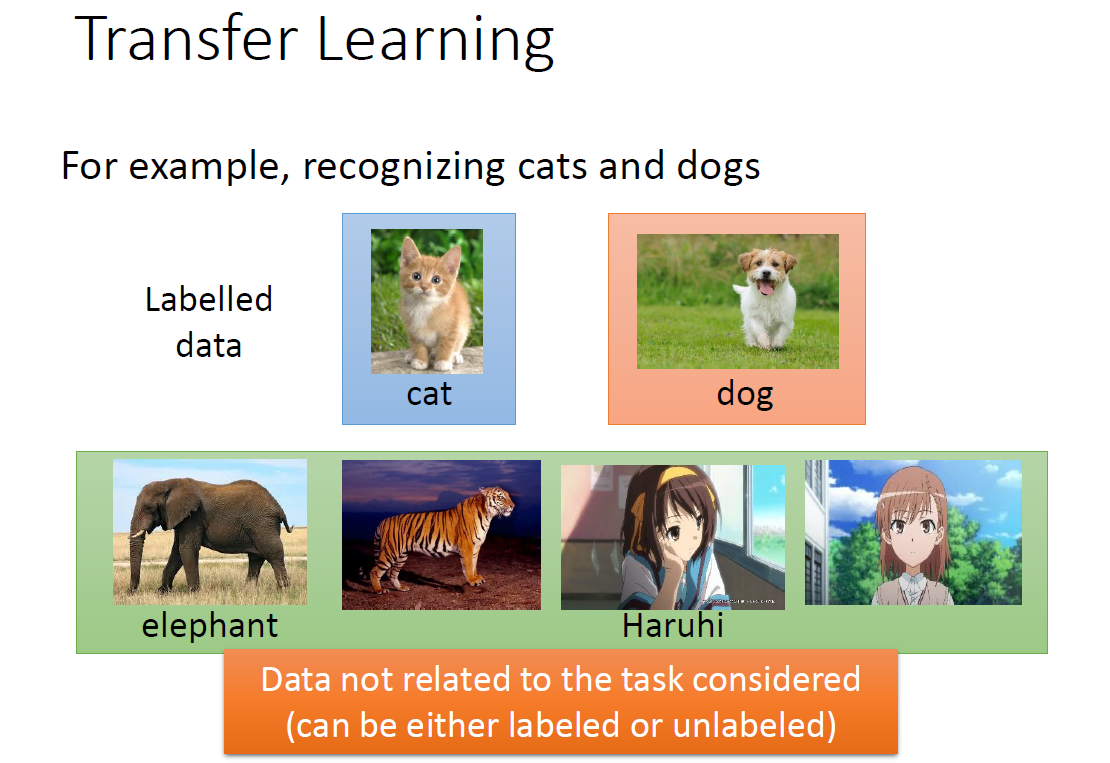 Transfer Learning
For example, recognizing cats and dogs
Labelled
data
cat
dog
elephant
Haruhi
Data not related to the task considered
(can be either labeled or unlabeled)